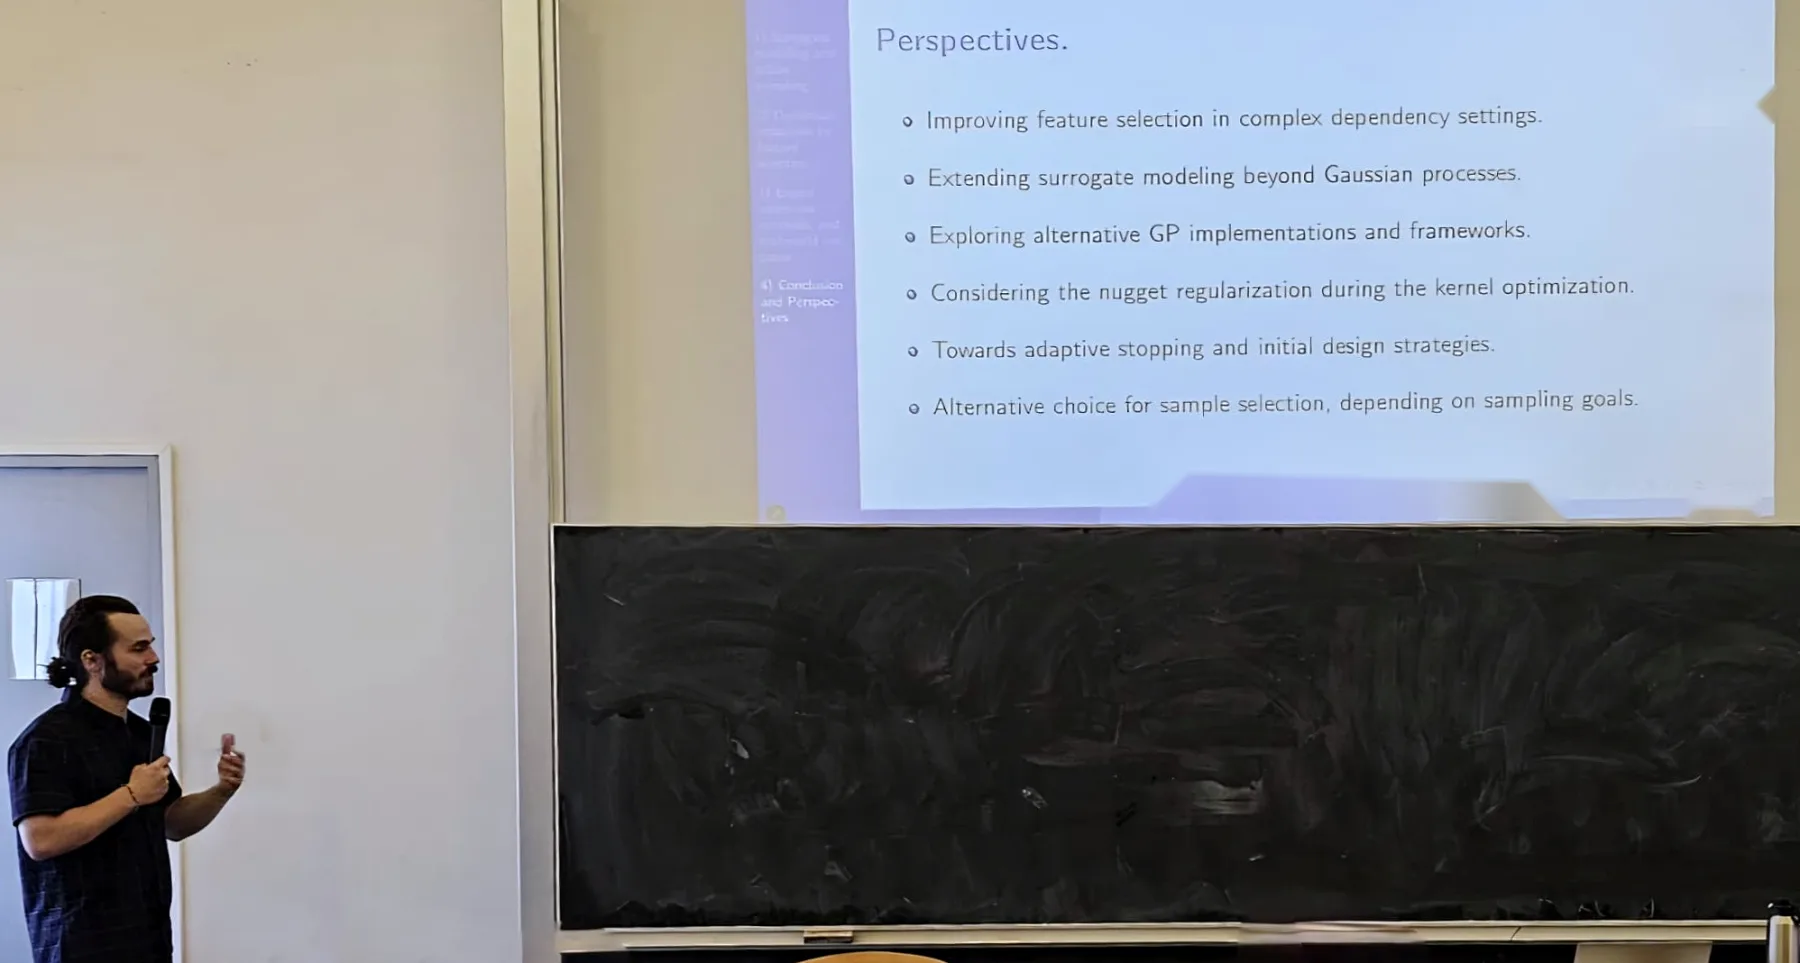 Perspectives.
Improving feature selection in complex dependency settings.
Extending surrogate modeling beyond Gaussian processes.
Exploring alternative GP implementations and frameworks.
Considering the nugget regularization during the kernel optimization.
Towards adaptive stopping and initial design strategies.
Alternative choice for sample selection, depending on sampling goals.
4) Conclusion
and Perspec-
tives